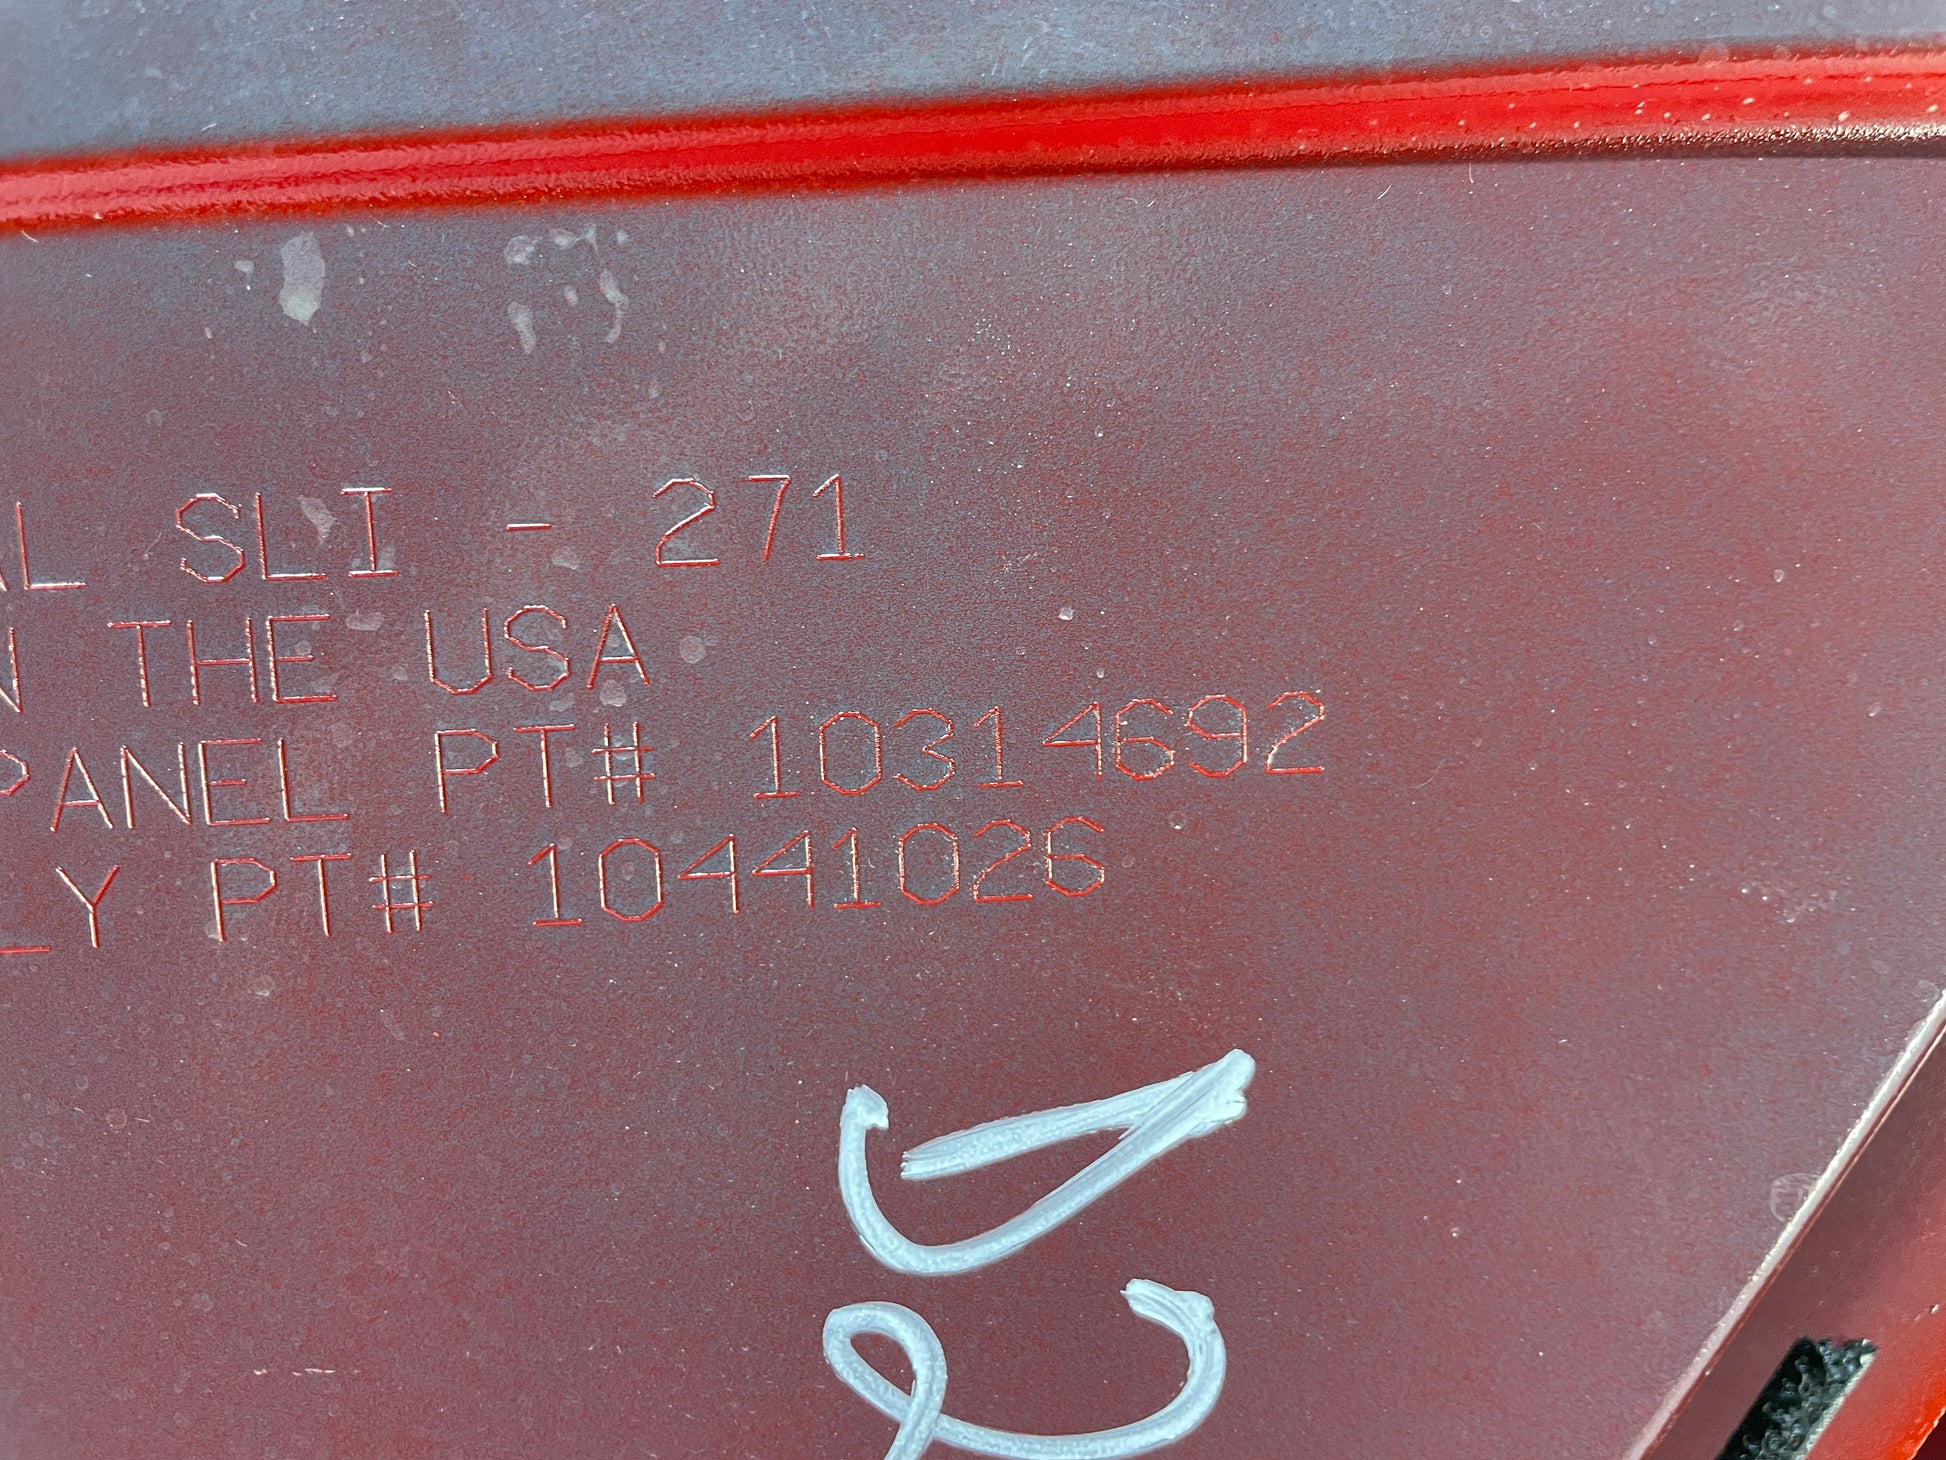 AL SLI - 271
N THE USA
PANEL PT# 10314692
LY PT# 10441026